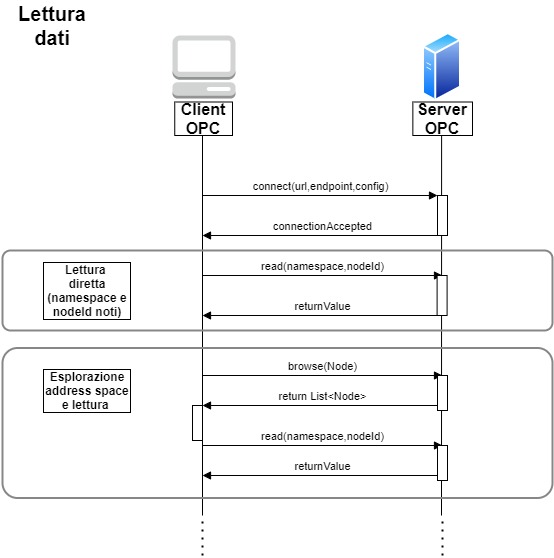 Lettura
dati
Client
OPC
Server
OPC
connect(url,endpoint,config)
connectionAccepted
Lettura
diretta
(namespace e
nodeId noti)
read(namespace,nodeId)
returnValue
Esplorazione
address space
e lettura
browse(Node)
return List<Node>
read(namespace,nodeId)
returnValue